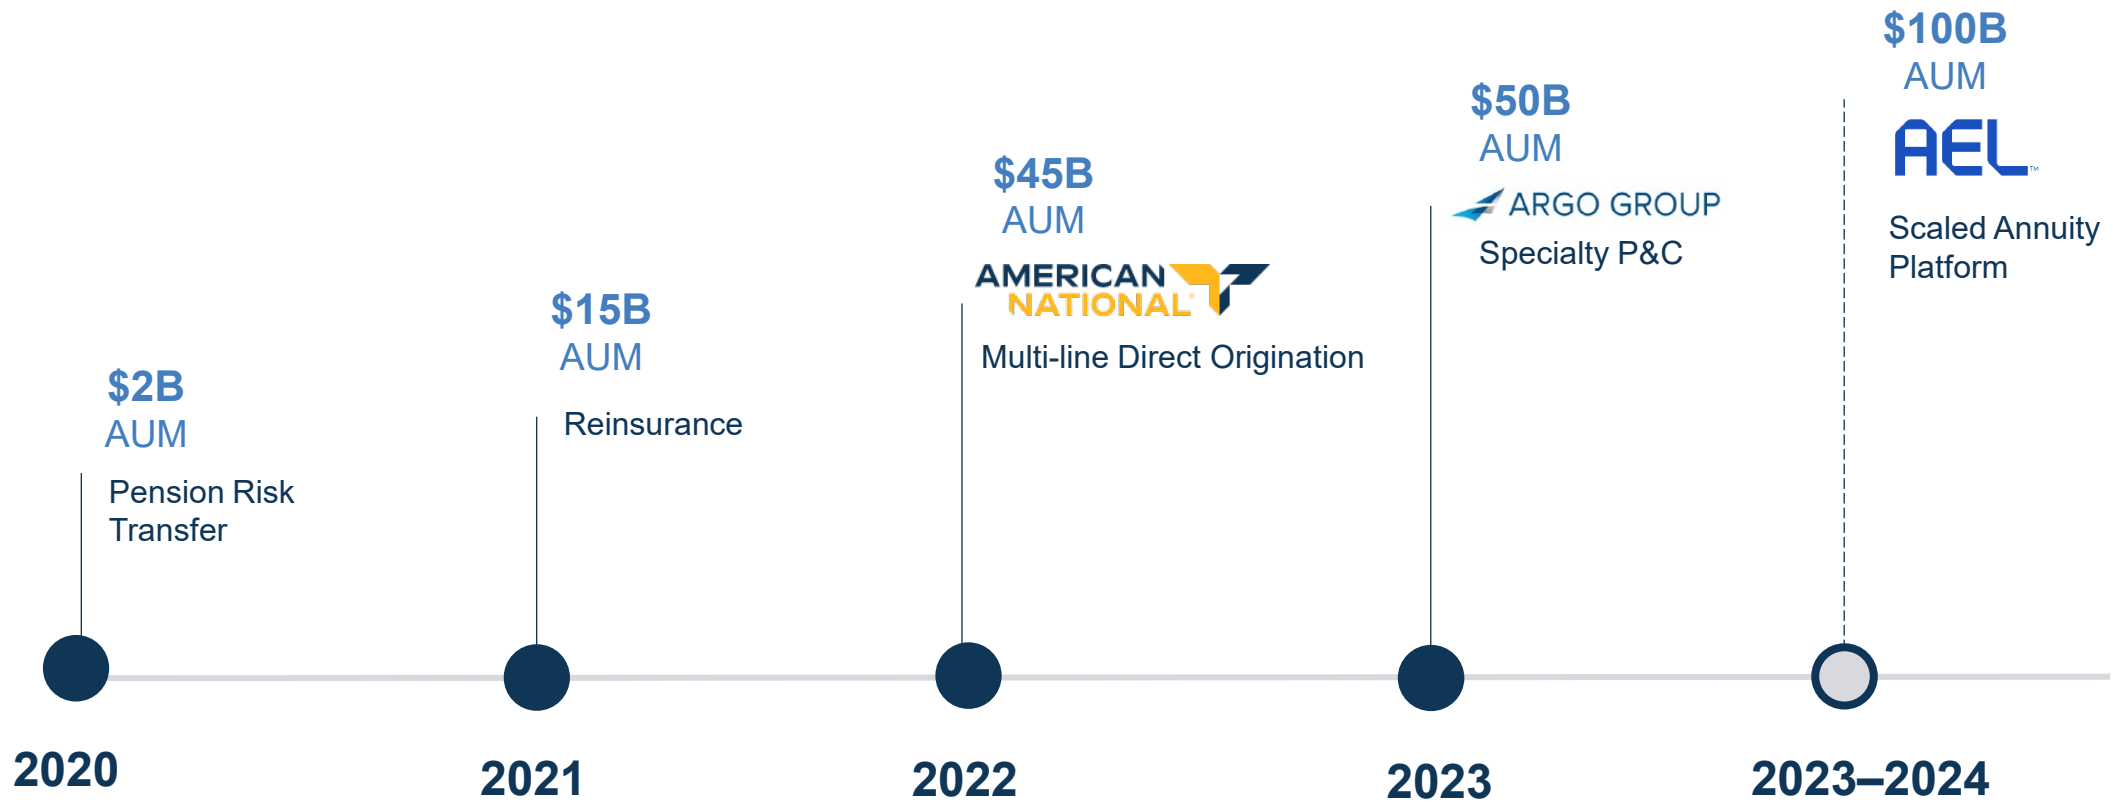 $2B
AUM
Pension Risk
Transfer
2020
$15B
AUM
Reinsurance
2021
$45B
AUM
AMERICAN
NATIONAL®
Multi-line Direct Origination
2022
$50B
AUM
ARGO GROUP
Specialty P&C
2023
$100B
AUM
AEL™
Scaled Annuity
Platform
2023–2024